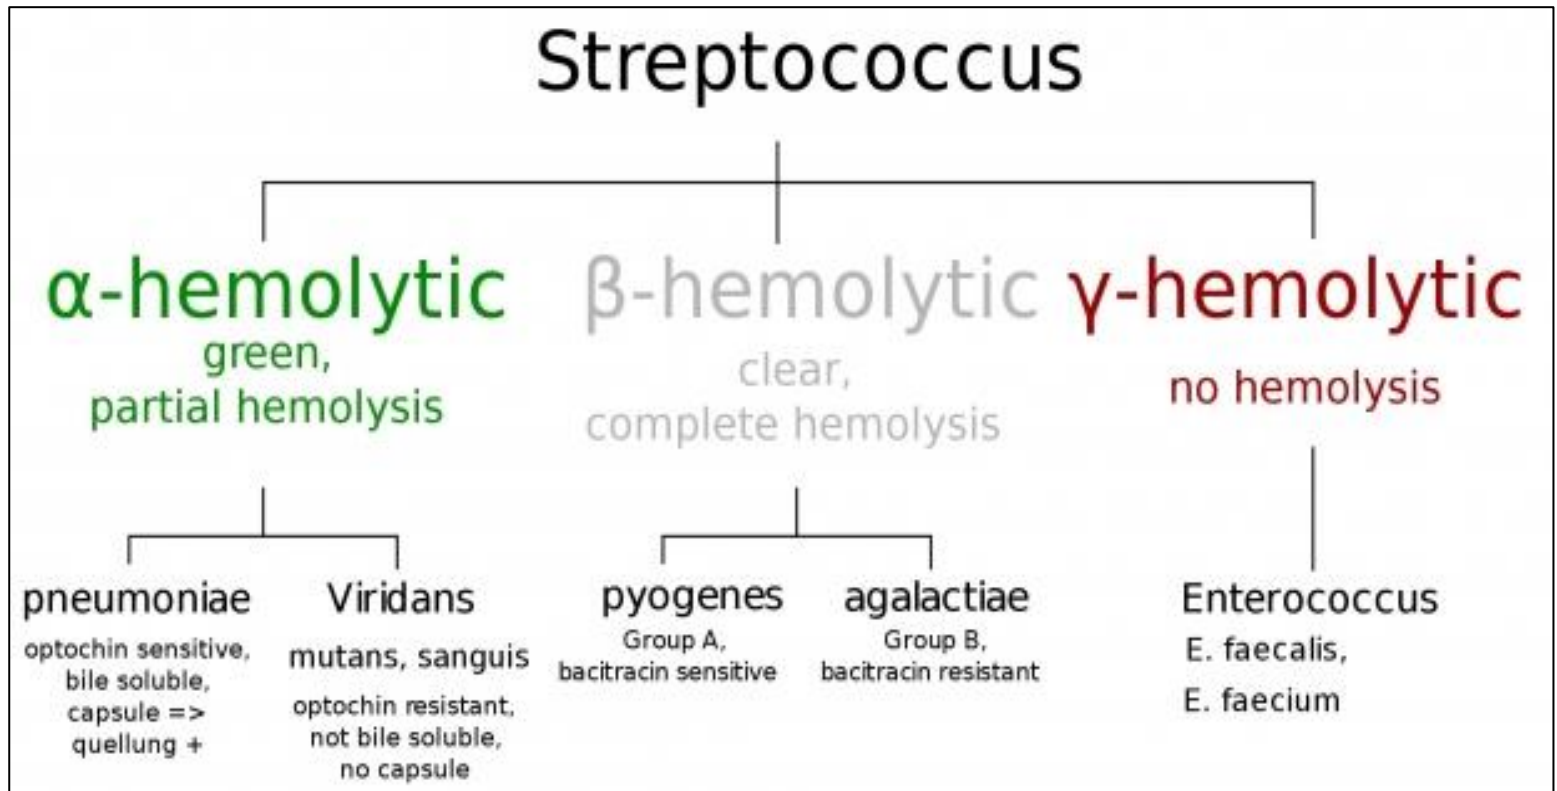 Streptococcus
α-hemolytic
green,
partial hemolysis
β-hemolytic
clear,
complete hemolysis
γ-hemolytic
no hemolysis
pneumoniae
optochin sensitive,
bile soluble,
capsule =>
quellung +
Viridans
mutans, sanguis
optochin resistant,
not bile soluble,
no capsule
pyogenes
Group A,
bacitracin sensitive
agalactiae
Group B,
bacitracin resistant
Enterococcus
E. faecalis,
E. faecium